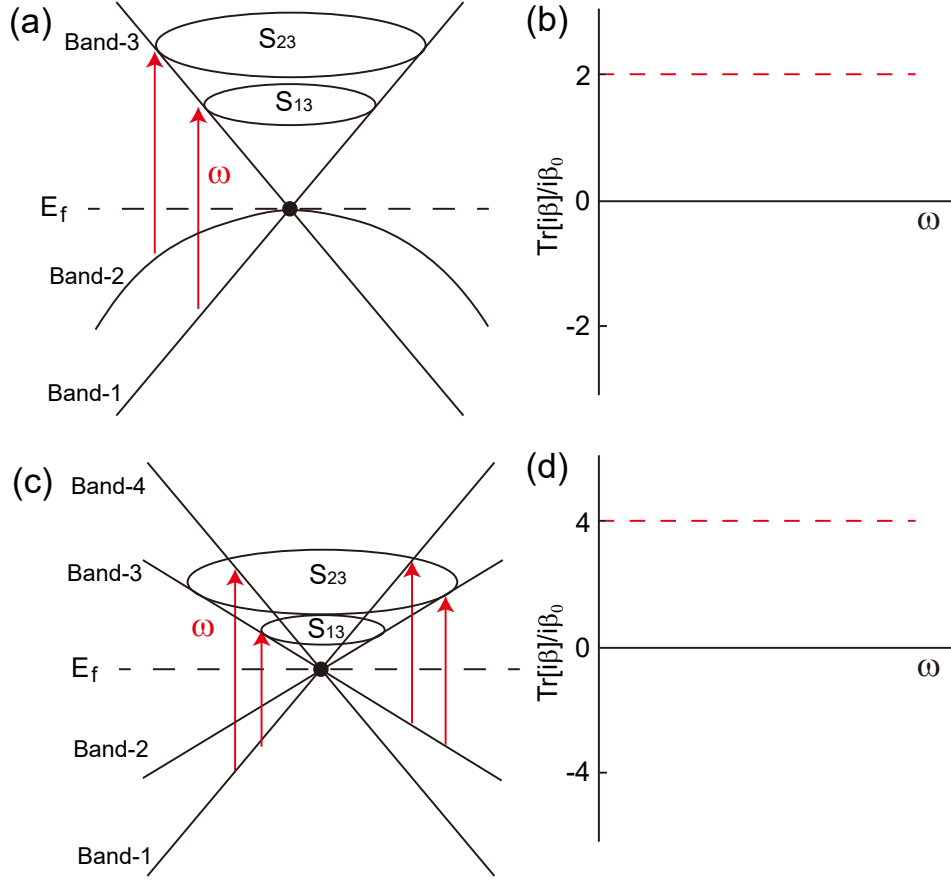 (a)
Band-3
S23
S13
ω
Ef
Band-2
Band-1
(b)
Tr[iβ]/iβ0
2
0
-2
ω
(c)
Band-4
Band-3
S23
ω
S13
Ef
Band-2
Band-1
(d)
Tr[iβ]/iβ0
4
0
-4
ω